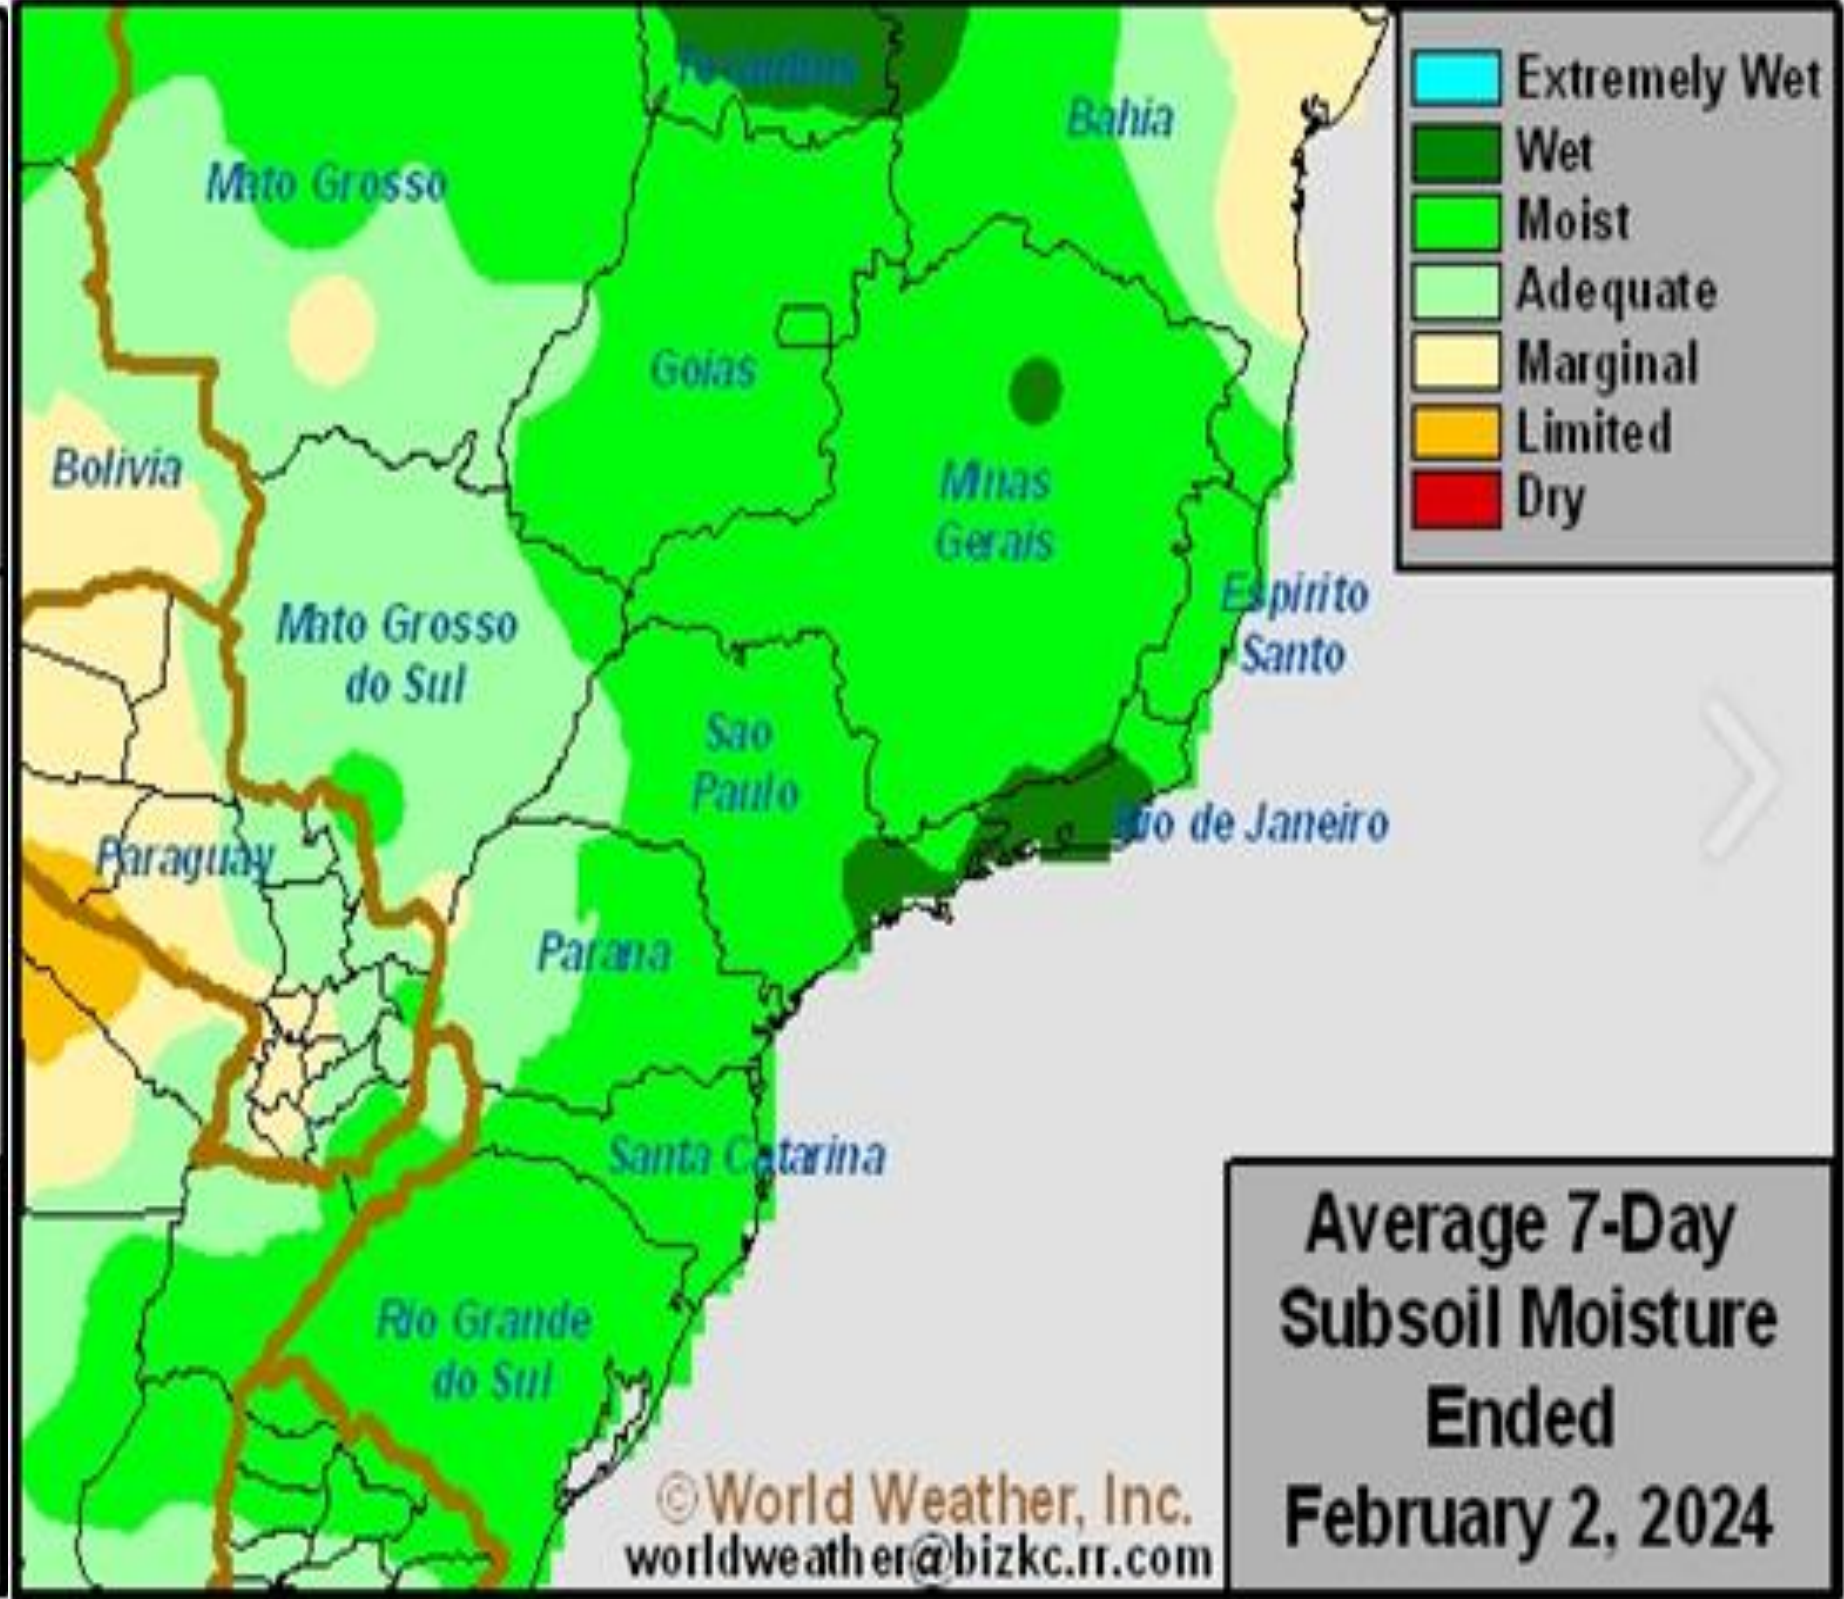 Tocantins
Bahia
Mato Grosso
Goias
Bolivia
Minas
Gerais
Mato Grosso
do Sul
Espirito
Santo
Sao
Paulo
Rio de Janeiro
Paraguay
Parana
Santa Catarina
Rio Grande
do Sul
Extremely Wet
Wet
Moist
Adequate
Marginal
Limited
Dry
Average 7-Day
Subsoil Moisture
Ended
February 2, 2024
©World Weather, Inc.
worldweather@bizkc.rr.com